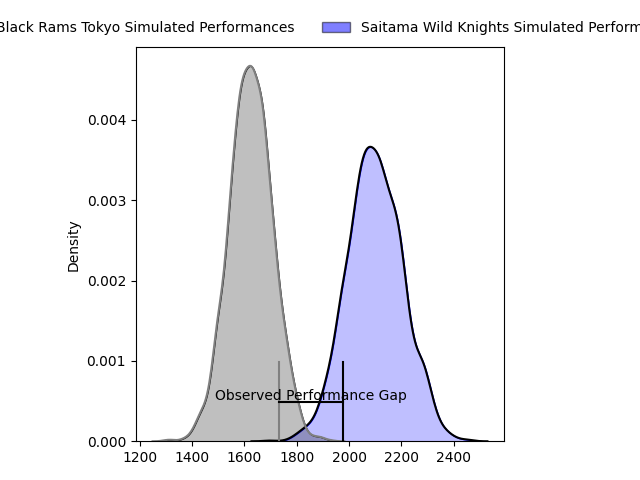 Black Rams Tokyo Simulated Performances
Saitama Wild Knights Simulated Perform
Density
0.004
0.003
0.002
0.001
0.000
Observed Performance Gap
1200 1400 1600 1800 2000 2200 2400